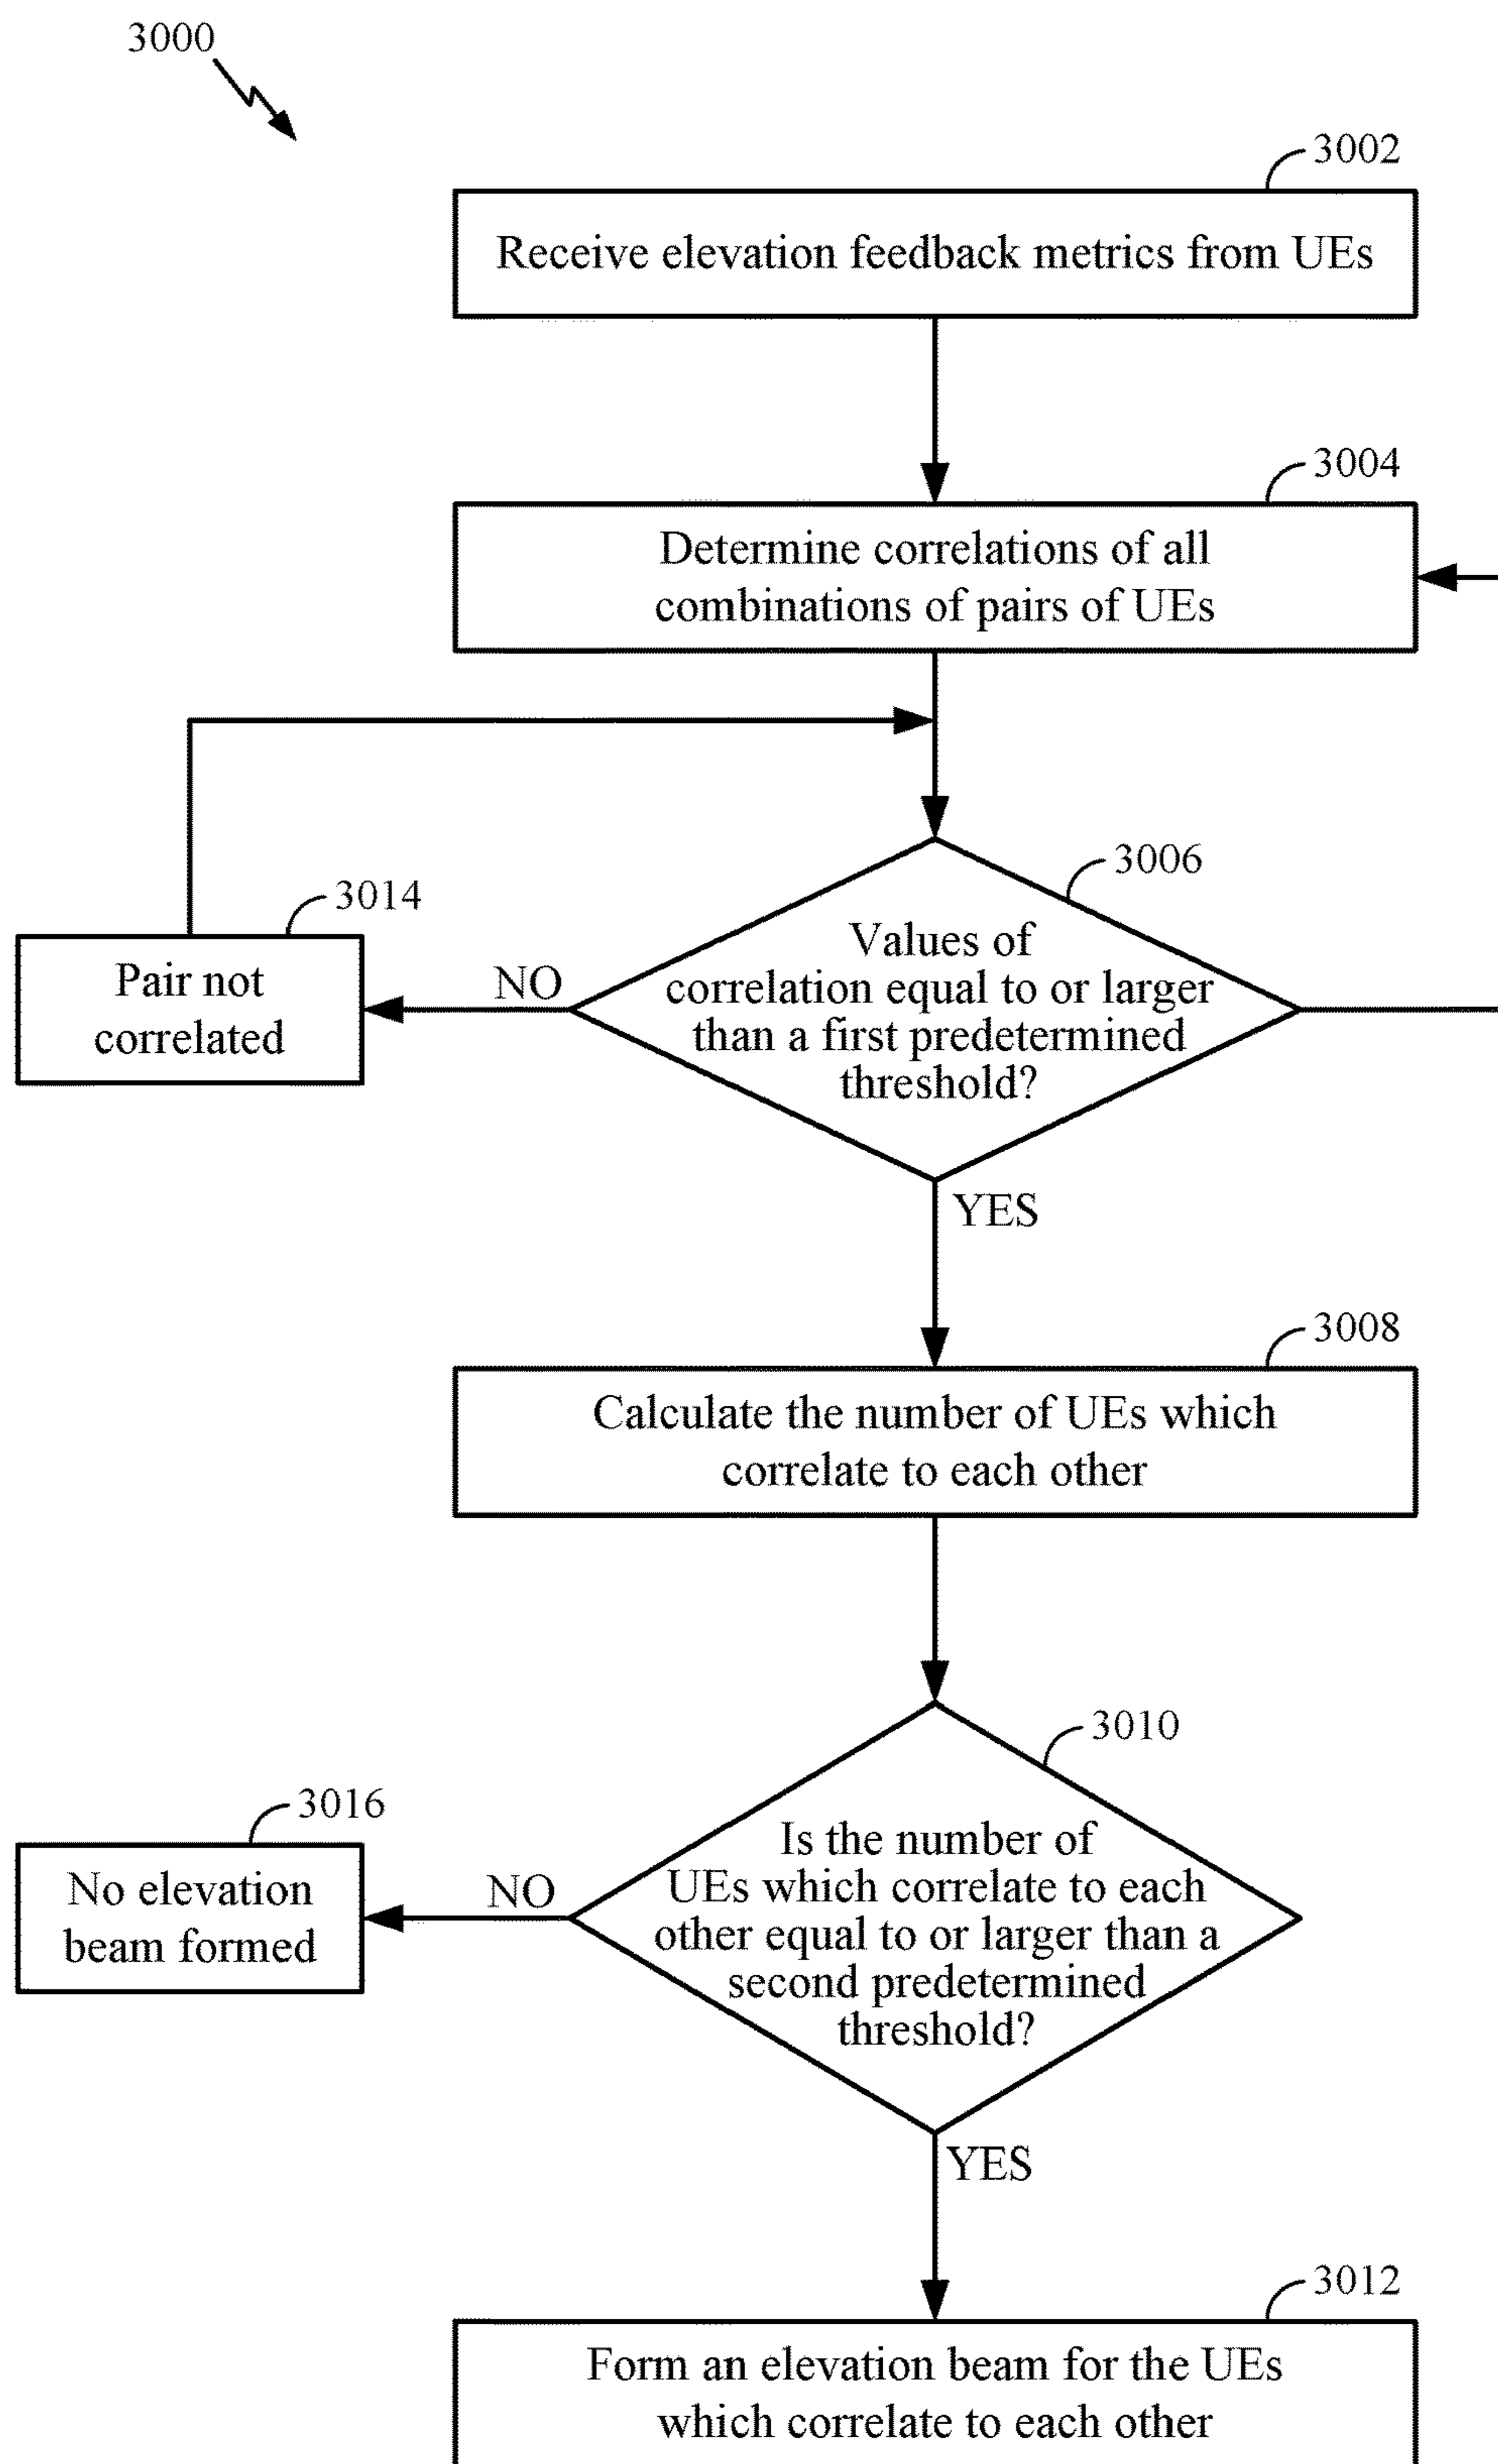 3000
3002
Receive elevation feedback metrics from UEs
3004
Determine correlations of all
combinations of pairs of UEs
3006
Values of
correlation equal to or larger
than a first predetermined
threshold?
NO
3014
Pair not
correlated
YES
3008
Calculate the number of UEs which
correlate to each other
3010
Is the number of
UEs which correlate to each
other equal to or larger than a
second predetermined
threshold?
NO
3016
No elevation
beam formed
YES
3012
Form an elevation beam for the UEs
which correlate to each other